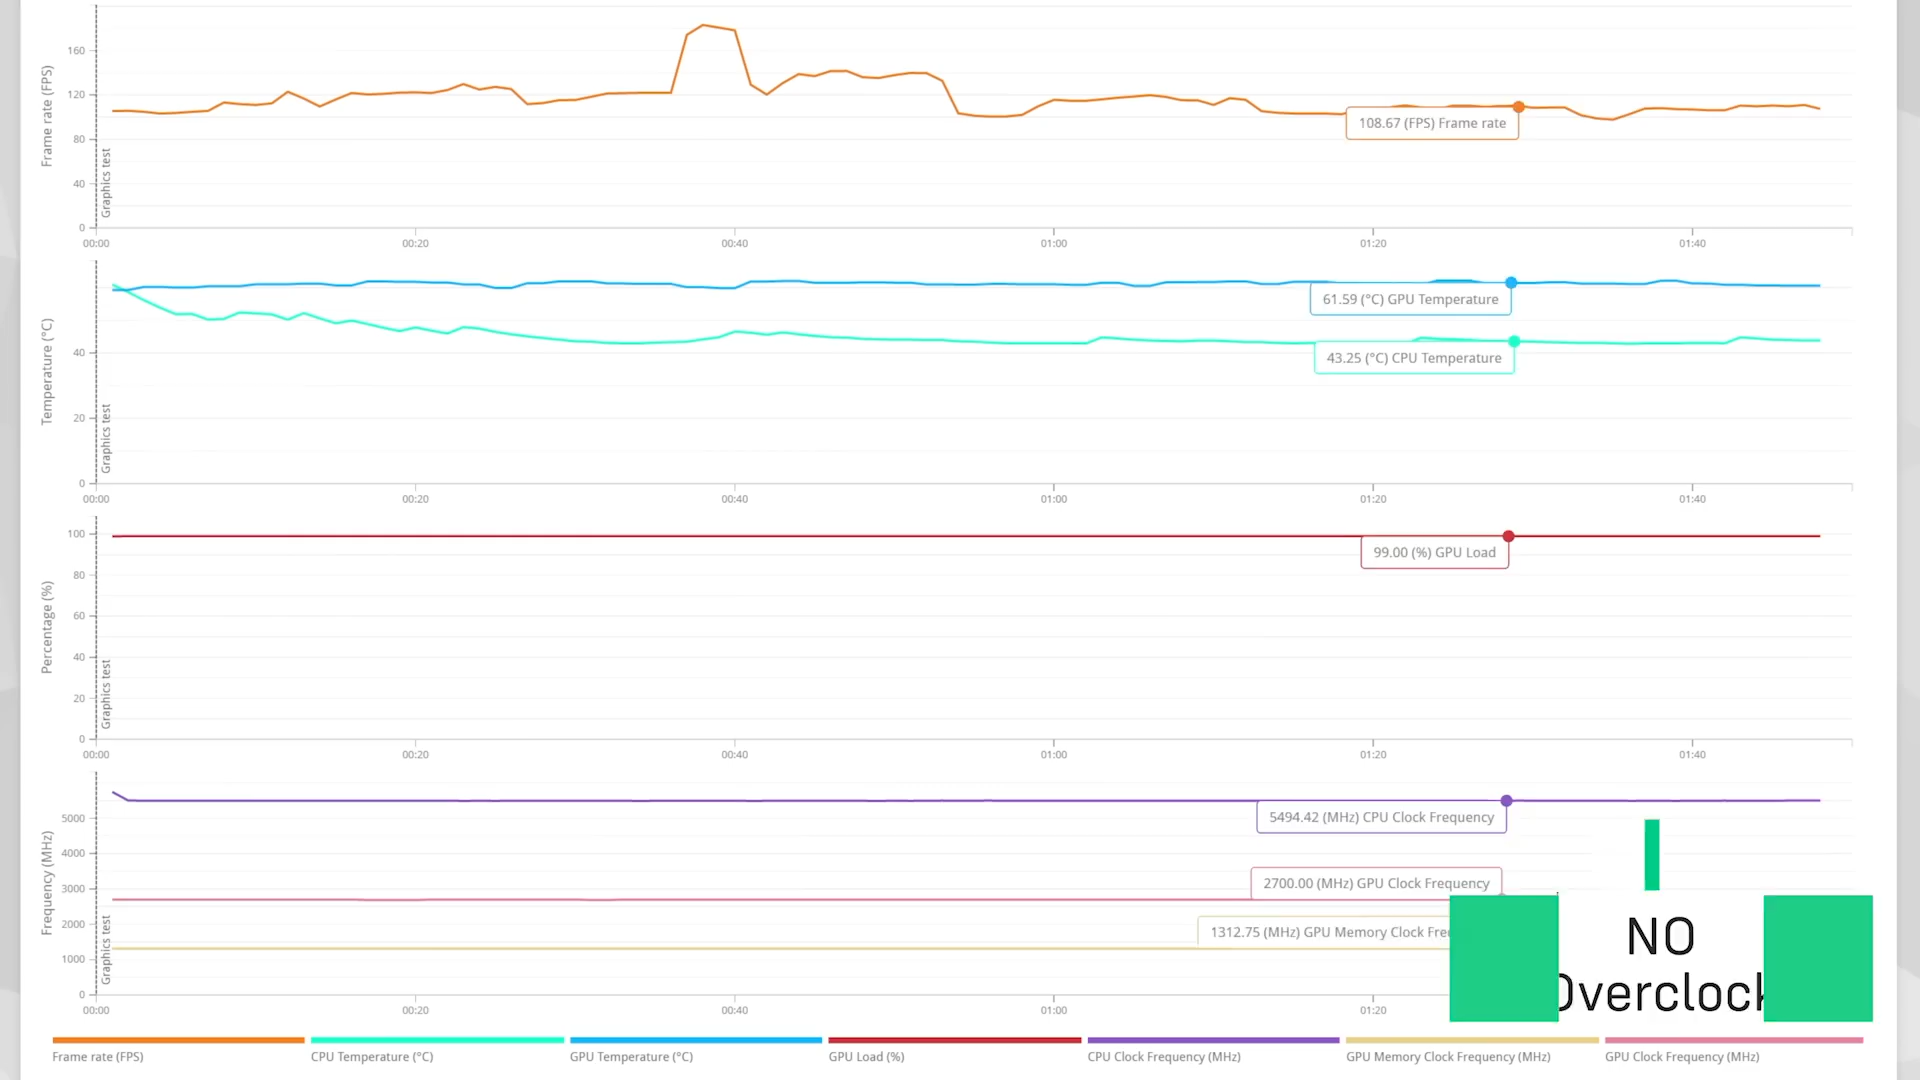 Frame rate (FPS)
160
120
80
40
0
Graphics test
108.67 (FPS) Frame rate
00:00
00:20
00:40
01:00
01:20
01:40
Temperature (°C)
40
20
0
Graphics test
61.59 (°C) GPU Temperature
43.25 (°C) CPU Temperature
00:00
00:20
00:40
01:00
01:20
01:40
Percentage (%)
100
80
60
40
20
0
Graphics test
99.00 (%) GPU Load
00:00
00:20
00:40
01:00
01:20
01:40
Frequency (MHz)
5000
4000
3000
2000
1000
0
Graphics test
5494.42 (MHz) CPU Clock Frequency
2700.00 (MHz) GPU Clock Frequency
1312.75 (MHz) GPU Memory Clock
00:00
00:20
00:40
01:00
01:20
NO
Overclock
Frame rate (FPS)
CPU Temperature (°C)
GPU Temperature (°C)
GPU Load (%)
CPU Clock Frequency (MHz)
GPU Memory Clock Frequency (MHz)
GPU Clock Frequency (MHz)